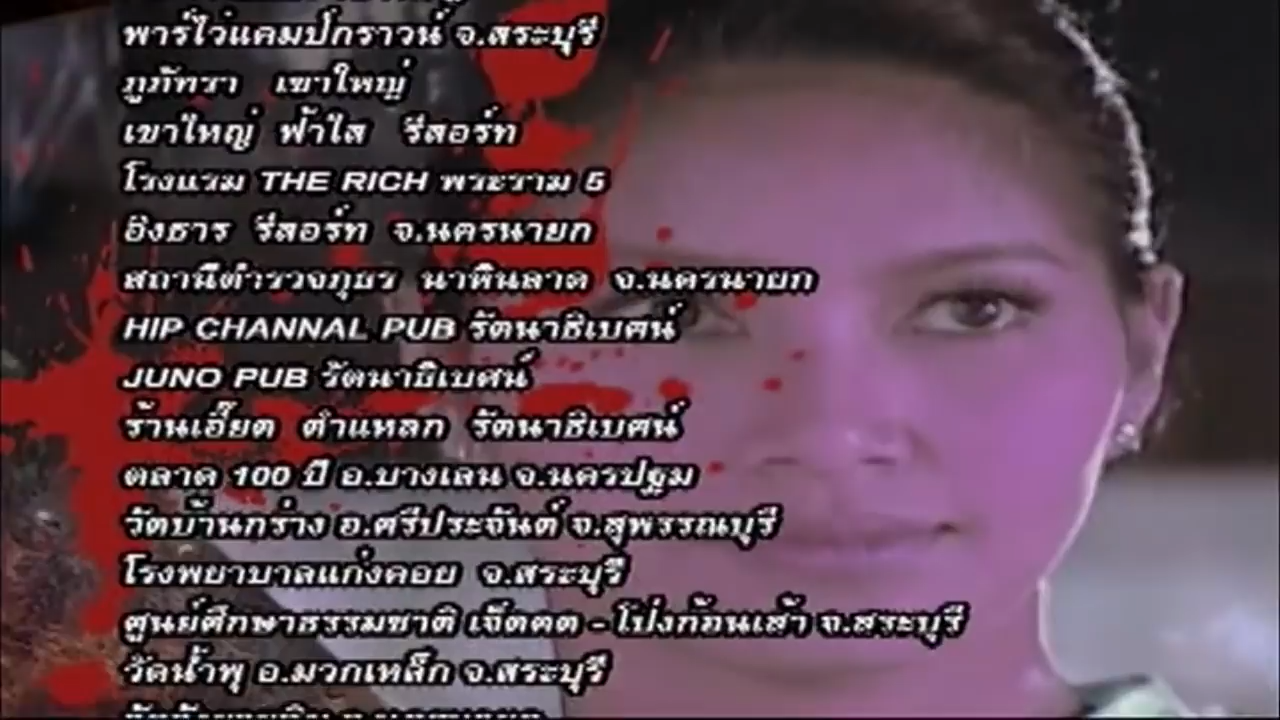 พาร์ไว๋แคมป์กราวน์ จ.สระบุรี
ภูภัทรา เขาใหญ่
เขาใหญ่ ฟ้าใส รีสอร์ท
โรงแรม THE RICH พระราม 5
อิงธาร รีสอร์ท จ.นครนายก
สถานีตำรวจภูธร นาหินลาด จ.นครนายก
HIP CHANNAL PUB รัตนาธิเบศน์
JUNO PUB รัตนาธิเบศน์
ร้านเอี๊ยด ตำแหลก รัตนาธิเบศน์
ตลาด 100 ปี อ.บางเลน จ.นครปฐม
วัดบ้านกร่าง อ.ศรีประจันต์ จ.สุพรรณบุรี
โรงพยาบาลแก่งคอย จ.สระบุรี
ศูนย์ศึกษาธรรมชาติ เจ็ดคต - โป่งก้อนเส้า จ.สระบุรี
วัดน้ำพุ อ.มวกเหล็ก จ.สระบุรี